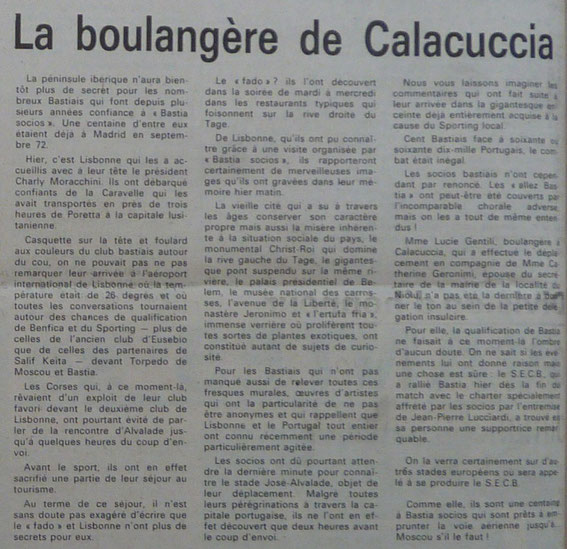 La boulangère de Calacuccia
La péninsule ibérique n'aura bien-
tôt plus de secret pour les nom-
breux Bastiais qui font depuis plu-
sieurs années confiance à « Bastia
socios ». Une centaine d'entre eux
étaient déjà à Madrid en septem-
bre 72.
Hier, c'est Lisbonne qui les a ac-
cueillis avec à leur tête le président
Charly Moracchini. Ils ont débarqué
confiants de la Caravelle qui les
avait transportés en près de trois
heures de Poretta à la capitale lusi-
tanienne.
Casquette sur la tête et foulard
aux couleurs du club bastiais autour
du cou, on ne pouvait pas ne pas
remarquer leur arrivée à l'aéroport
international de Lisbonne où la tem-
pérature était de 26 degrés et où
toutes les conversations tournaient
autour des chances de qualification
de Benfica et du Sporting — plus de
celles de l'ancien club d'Eusebio
que de celles des partenaires de
Salif Keita — devant Torpedo de
Moscou et Bastia.
Les Corses qui, à ce moment-là,
rêvaient d'un exploit de leur club
favori devant le deuxième club de
Lisbonne, ont pourtant évité de par-
ler de la rencontre d'Alvalade jus-
qu'à quelques heures du coup d'en-
voi.
Avant le sport, ils ont en effet
sacrifié une partie de leur séjour au
tourisme.
Au terme de ce séjour, il n'est
sans doute pas exagéré d'écrire que
le « fado » et Lisbonne n'ont plus de
secrets pour eux.
Le « fado » ? ils l'ont découvert
dans la soirée de mardi à mercredi
dans les restaurants typiques qui
foisonnent sur la rive droite du
Tage.
De Lisbonne, qu'ils ont pu connaî-
tre grâce à une visite organisée par
« Bastia socios », ils rapporteront
certainement de merveilleuses ima-
ges qu'ils ont gravées dans leur mé-
moire hier matin.
La vieille cité qui a su à travers
les âges conserver son caractère
propre mais aussi la misère inhéren-
te à la situation sociale du pays, le
monumental Christ-Roi qui domine
la rive gauche du Tage, le gigantes-
que pont suspendu sur la même ri-
vière, le palais présidentiel de Be-
lem, le musée national des carros-
ses, l'avenue de la Liberté, le mo-
nastère Jeronimo et « l'ertufa fria »,
immense verrière où prolifèrent tou-
tes sortes de plantes exotiques, ont
constitué autant de sujets de curio-
sité.
Pour les Bastiais qui n'ont pas
manqué aussi de relever toutes ces
fresques murales, œuvres d'artistes
qui ont la particularité de ne pas
être anonymes et qui rappellent que
Lisbonne et le Portugal tout entier
ont connu récemment une période
particulièrement agitée.
Les socios ont dû pourtant atten-
dre la dernière minute pour connaî-
tre le stade José-Alvalade, objet de
leur déplacement. Malgré toutes
leurs pérégrinations à travers la ca-
pitale portugaise, ils ne l'ont en ef-
fet découvert que deux heures avant
le coup d'envoi.
Nous vous laissons imaginer les
commentaires qui ont fait suite à
leur arrivée dans la gigantesque en-
ceinte déjà entièrement acquise à la
cause du Sporting local.
Cent Bastiais face à soixante ou
soixante dix-mille Portugais, le com-
bat était inégal.
Les socios bastiais n'ont cepen-
dant par renoncé. Les « allez Bas-
tia » ont peut-être été couverts par
l'incomparable chorale adverse,
mais on les a tout de même enten-
dus !
Mme Lucie Gentili, boulangère à
Calacuccia, qui a effectué le dépla-
cement en compagnie de Mme Ca-
therine Geronimi, épouse du secré-
taire de la mairie de la localité du
Niolu, n'a pas été la dernière à don-
ner le ton au sein de la petite délé-
gation insulaire.
Pour elle, la qualification de Bastia
ne faisait à ce moment-là l'ombre
d'aucun doute. On ne sait si les évé-
nements lui ont donné raison mais
une chose est sûre : le S.E.C.B. qui
a rallié Bastia hier dès la fin du
match avec le charter spécialement
affrété par les socios par l'entremise
de Jean-Pierre Lucciardi, a trouvé en
sa personne une supportrice remar-
quable.
On la verra certainement sur d'au-
três stades européens où sera appe-
lé à se produire le S.E.C.B.
Comme elle, ils sont une centaine
à Bastia socios qui sont prêts à em-
prunter la voie aérienne jusqu'à
Moscou s'il le faut !